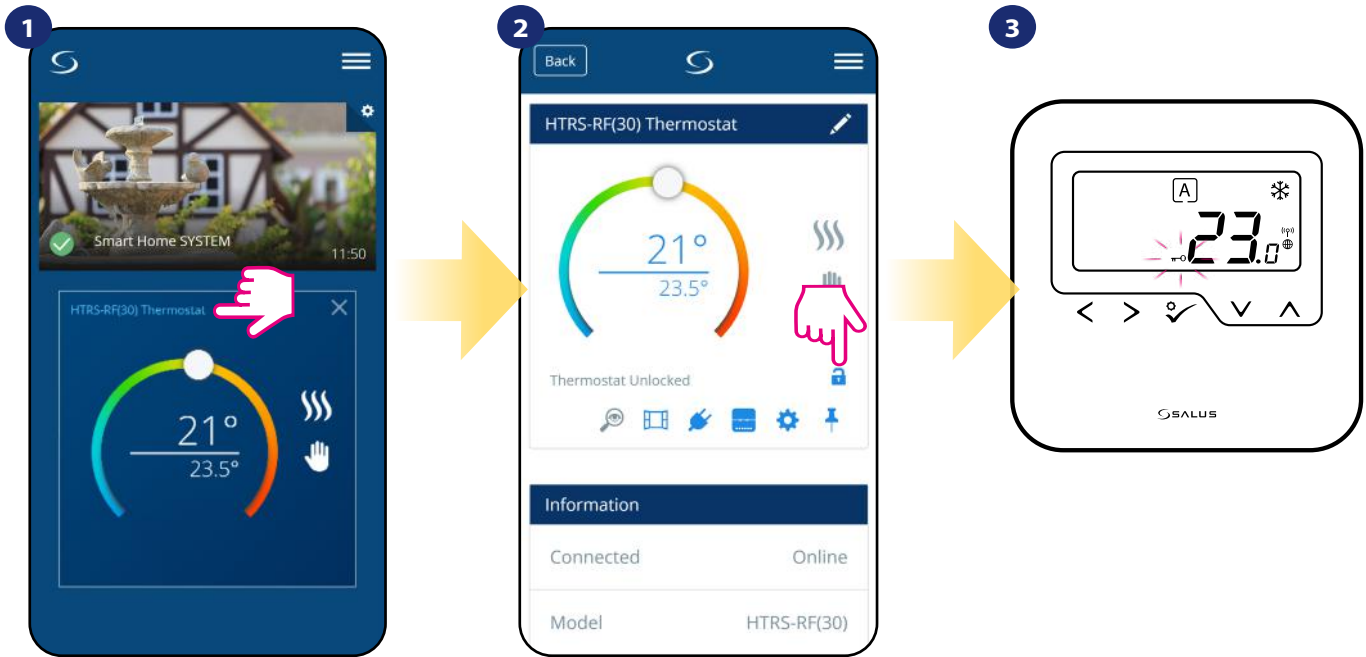 1
Smart Home SYSTEM
11:50
HTRS-RF(30) Thermostat
21°
23.5°
2
Back
HTRS-RF(30) Thermostat
21°
23.5°
Thermostat Unlocked
Information
Connected Online
Model HTRS-RF(30)
3
A
23.0
SALUS